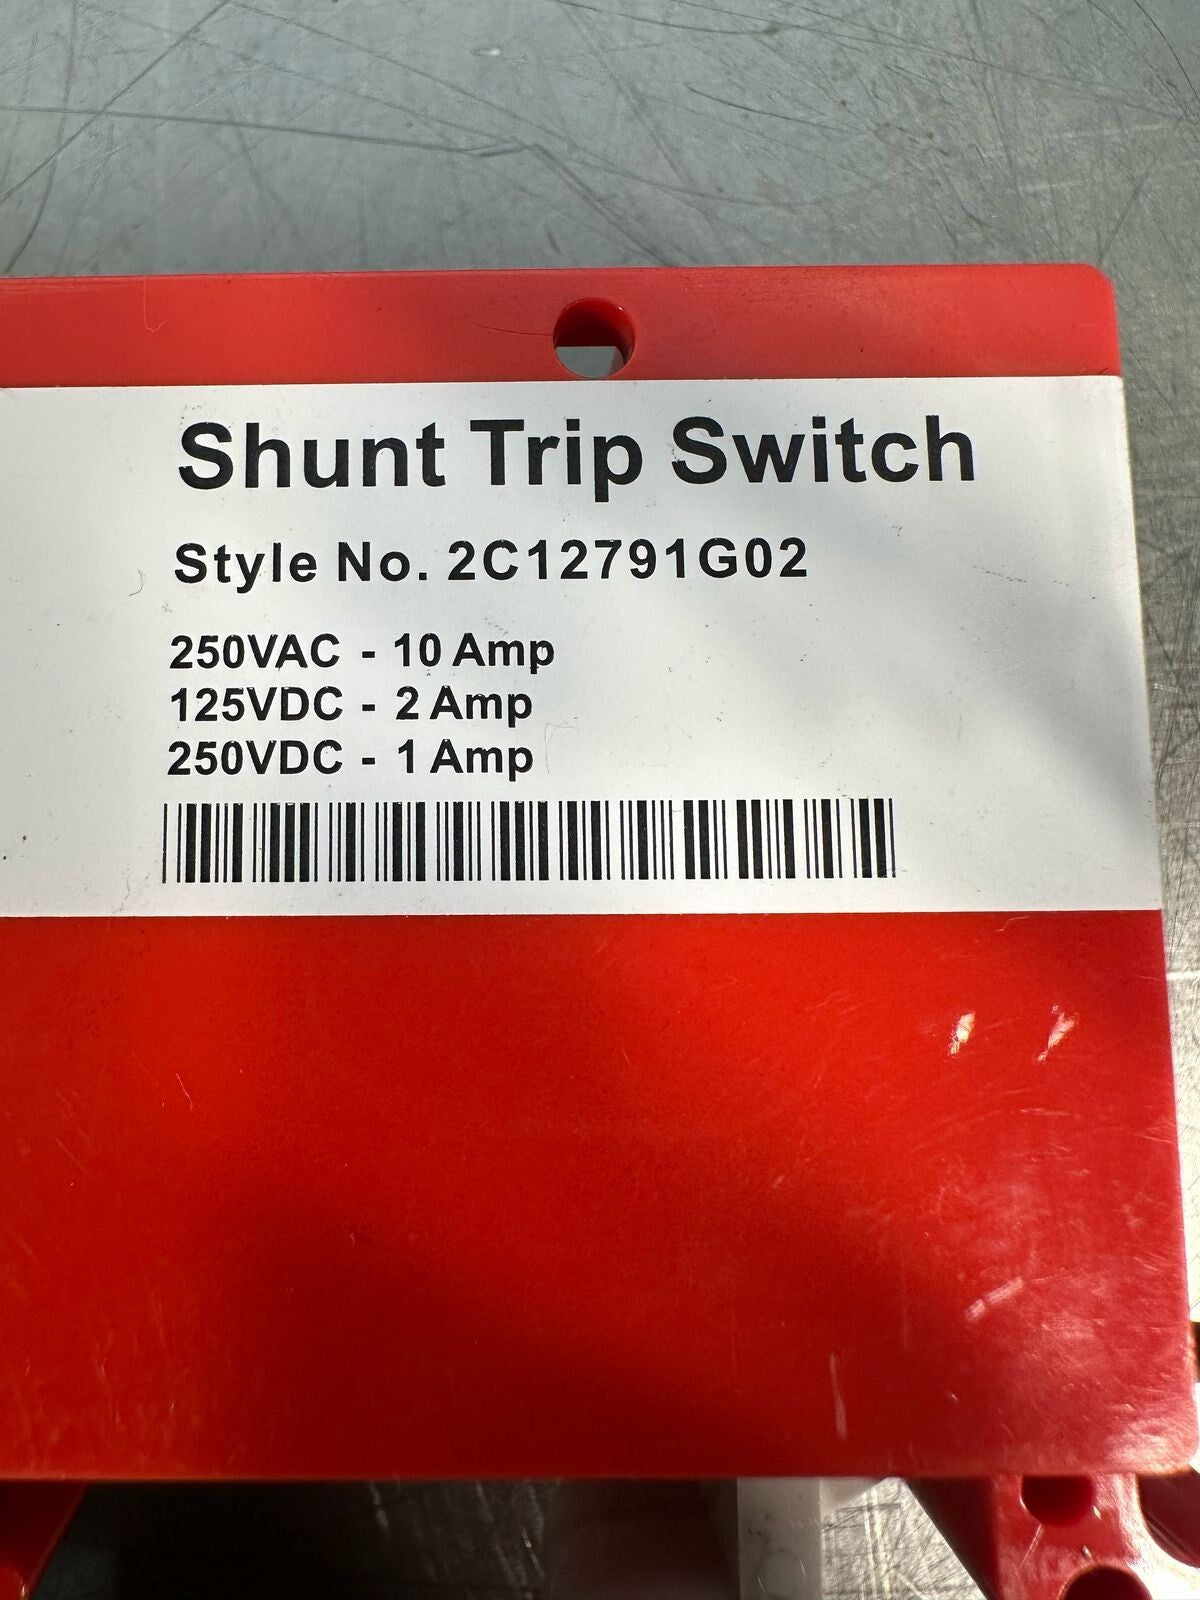 Shunt Trip Switch
Style No. 2C12791G02
250VAC - 10 Amp
125VDC - 2 Amp
250VDC - 1 Amp